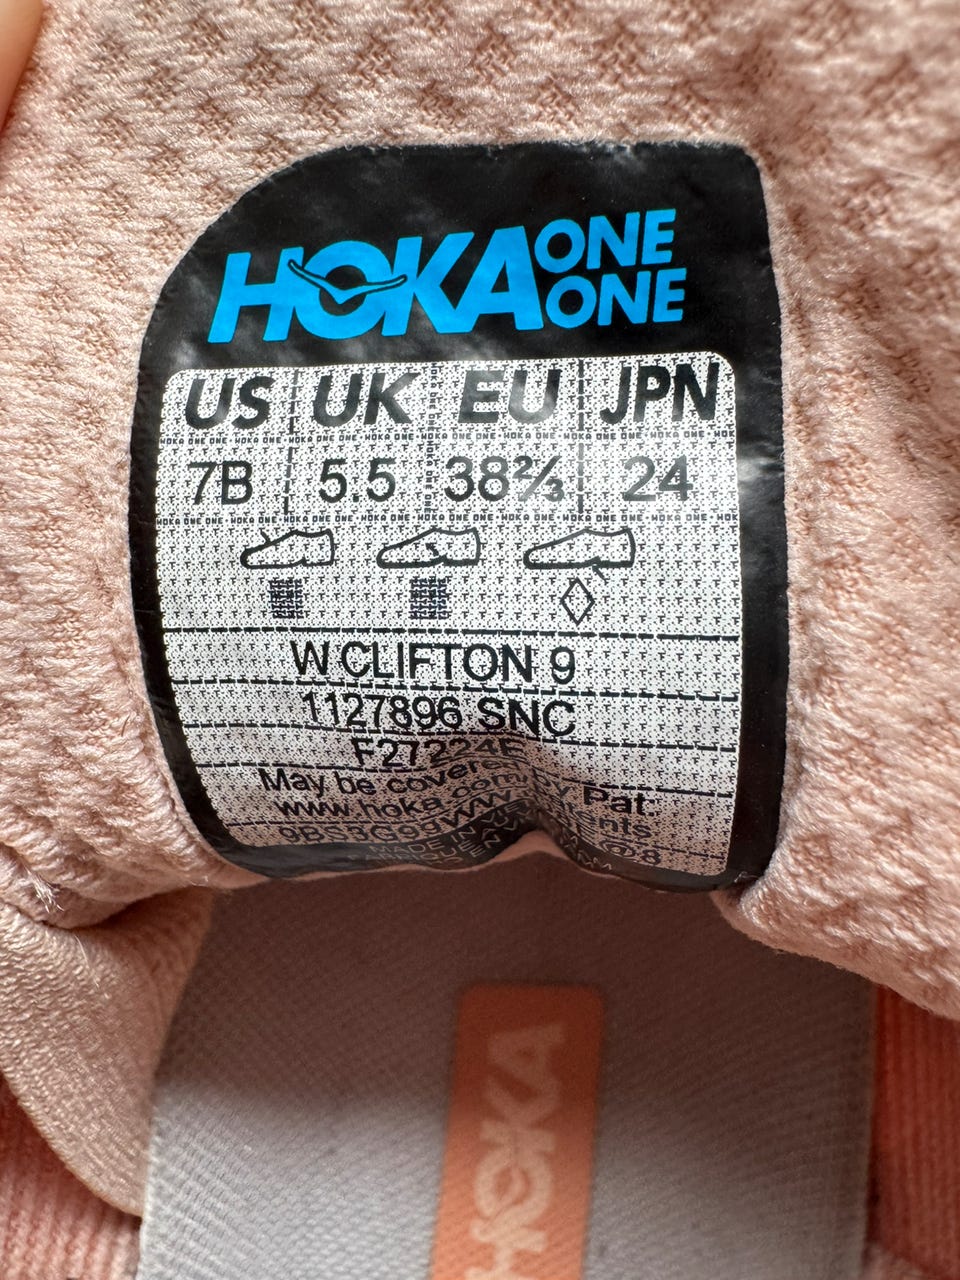 HOKA ONE ONE
US UK EU JPN
7B 5.5 38⅔ 24
W CLIFTON 9
1127896 SNC
F27224E
May be covered by Pat:
www.hoka.com/patents
HOKA